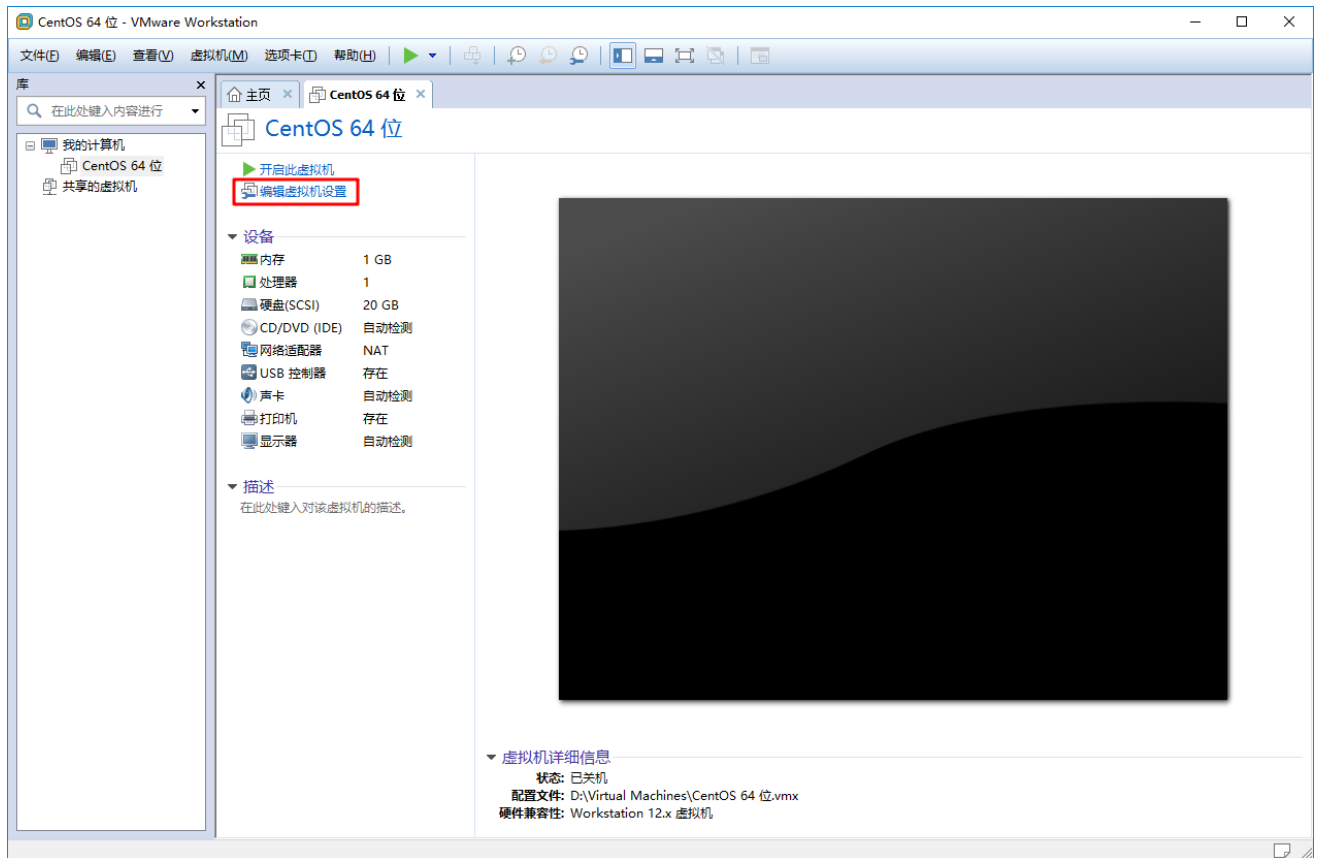 CentOS 64 位 - VMware Workstation
文件(F) 编辑(E) 查看(V) 虚拟机(M) 选项卡(T) 帮助(H)
库
在此处键入内容进行
我的计算机
CentOS 64 位
共享的虚拟机
主页 CentOS 64 位
CentOS 64 位
开启此虚拟机
编辑虚拟机设置
设备
内存 1 GB
处理器 1
硬盘(SCSI) 20 GB
CD/DVD (IDE) 自动检测
网络适配器 NAT
USB 控制器 存在
声卡 自动检测
打印机 存在
显示器 自动检测
描述
在此处键入对该虚拟机的描述。
虚拟机详细信息
状态: 已关机
配置文件: D:\Virtual Machines\CentOS 64 位.vmx
硬件兼容性: Workstation 12.x 虚拟机